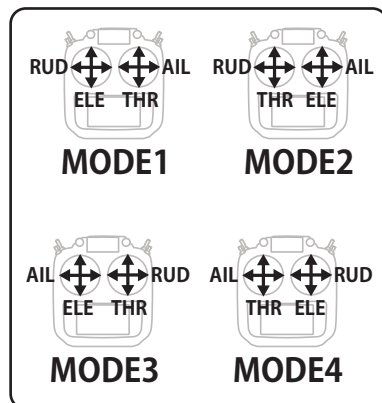 RUD AIL RUD AIL
ELE THR THR ELE
MODE1 MODE2
AIL RUD AIL RUD
ELE THR THR ELE
MODE3 MODE4